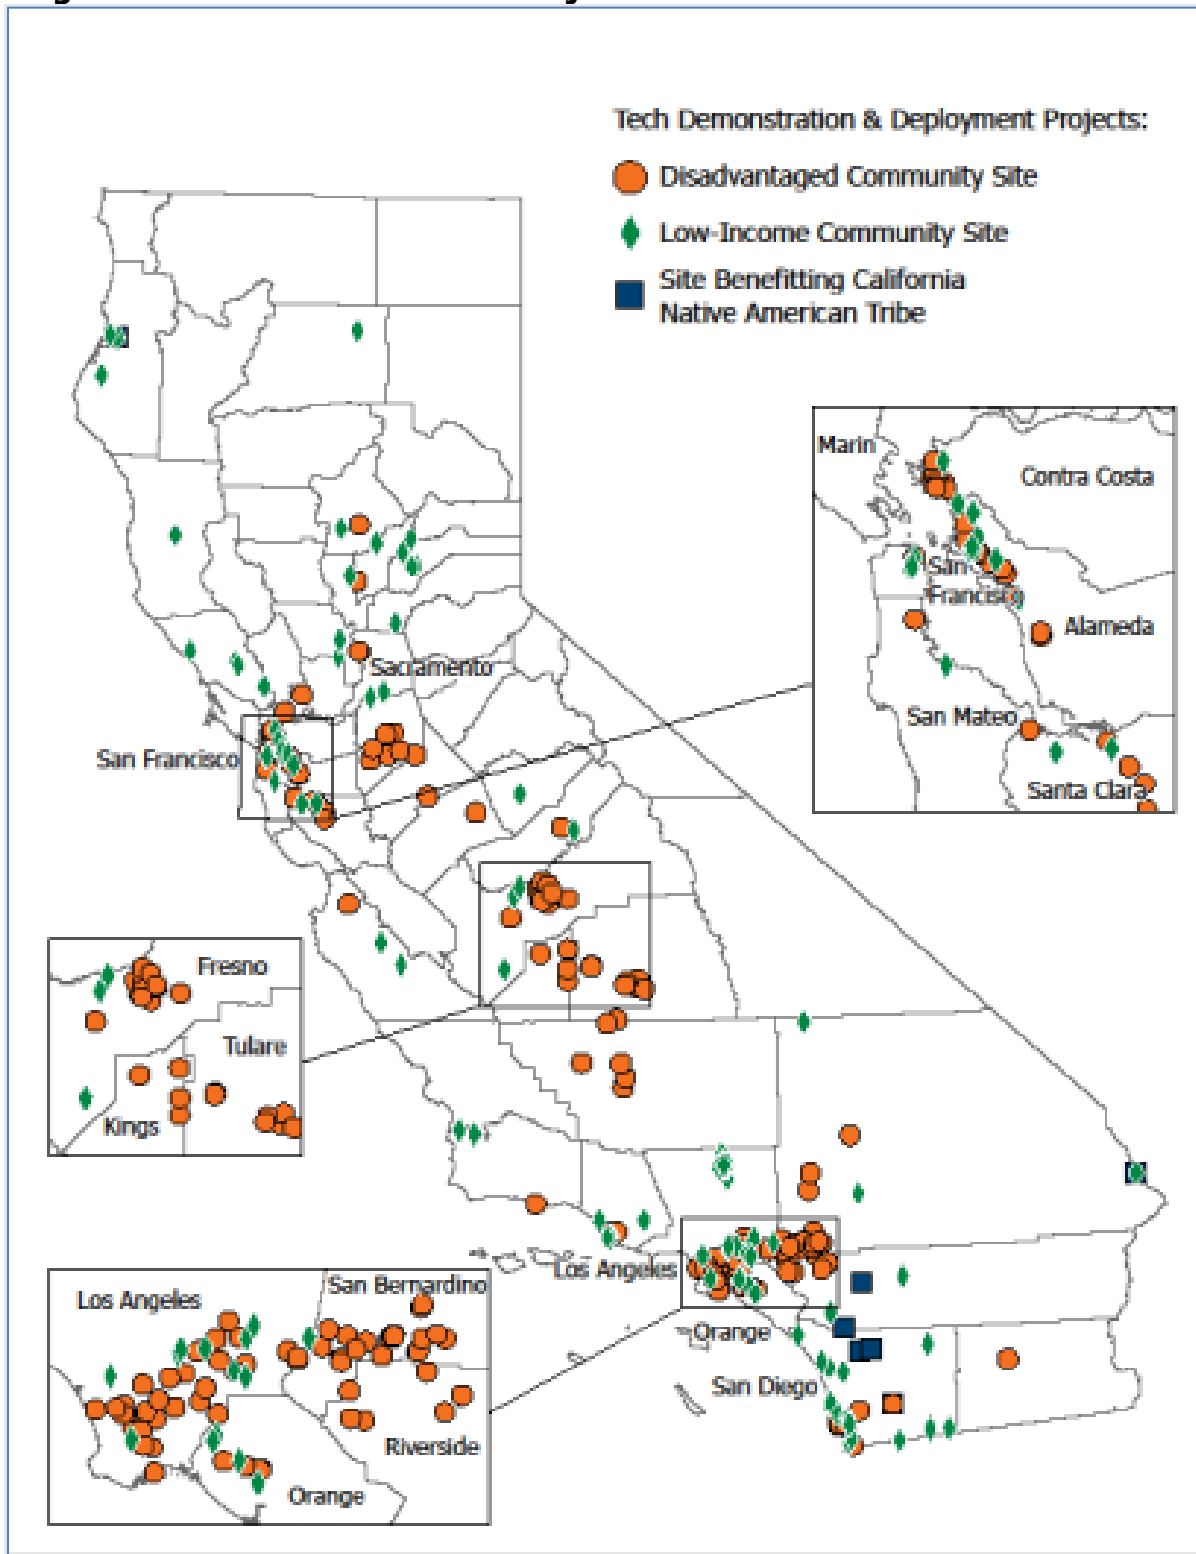 Tech Demonstration & Deployment Projects:
Disadvantaged Community Site
Low-Income Community Site
Site Benefitting California
Native American Tribe
Marin
Contra Costa
San
Francisco
Alameda
San Mateo
Santa Clara
Sacramento
San Francisco
Fresno
Tulare
Kings
Los Angeles
Orange
San Diego
Los Angeles
San Bernardino
Riverside
Orange